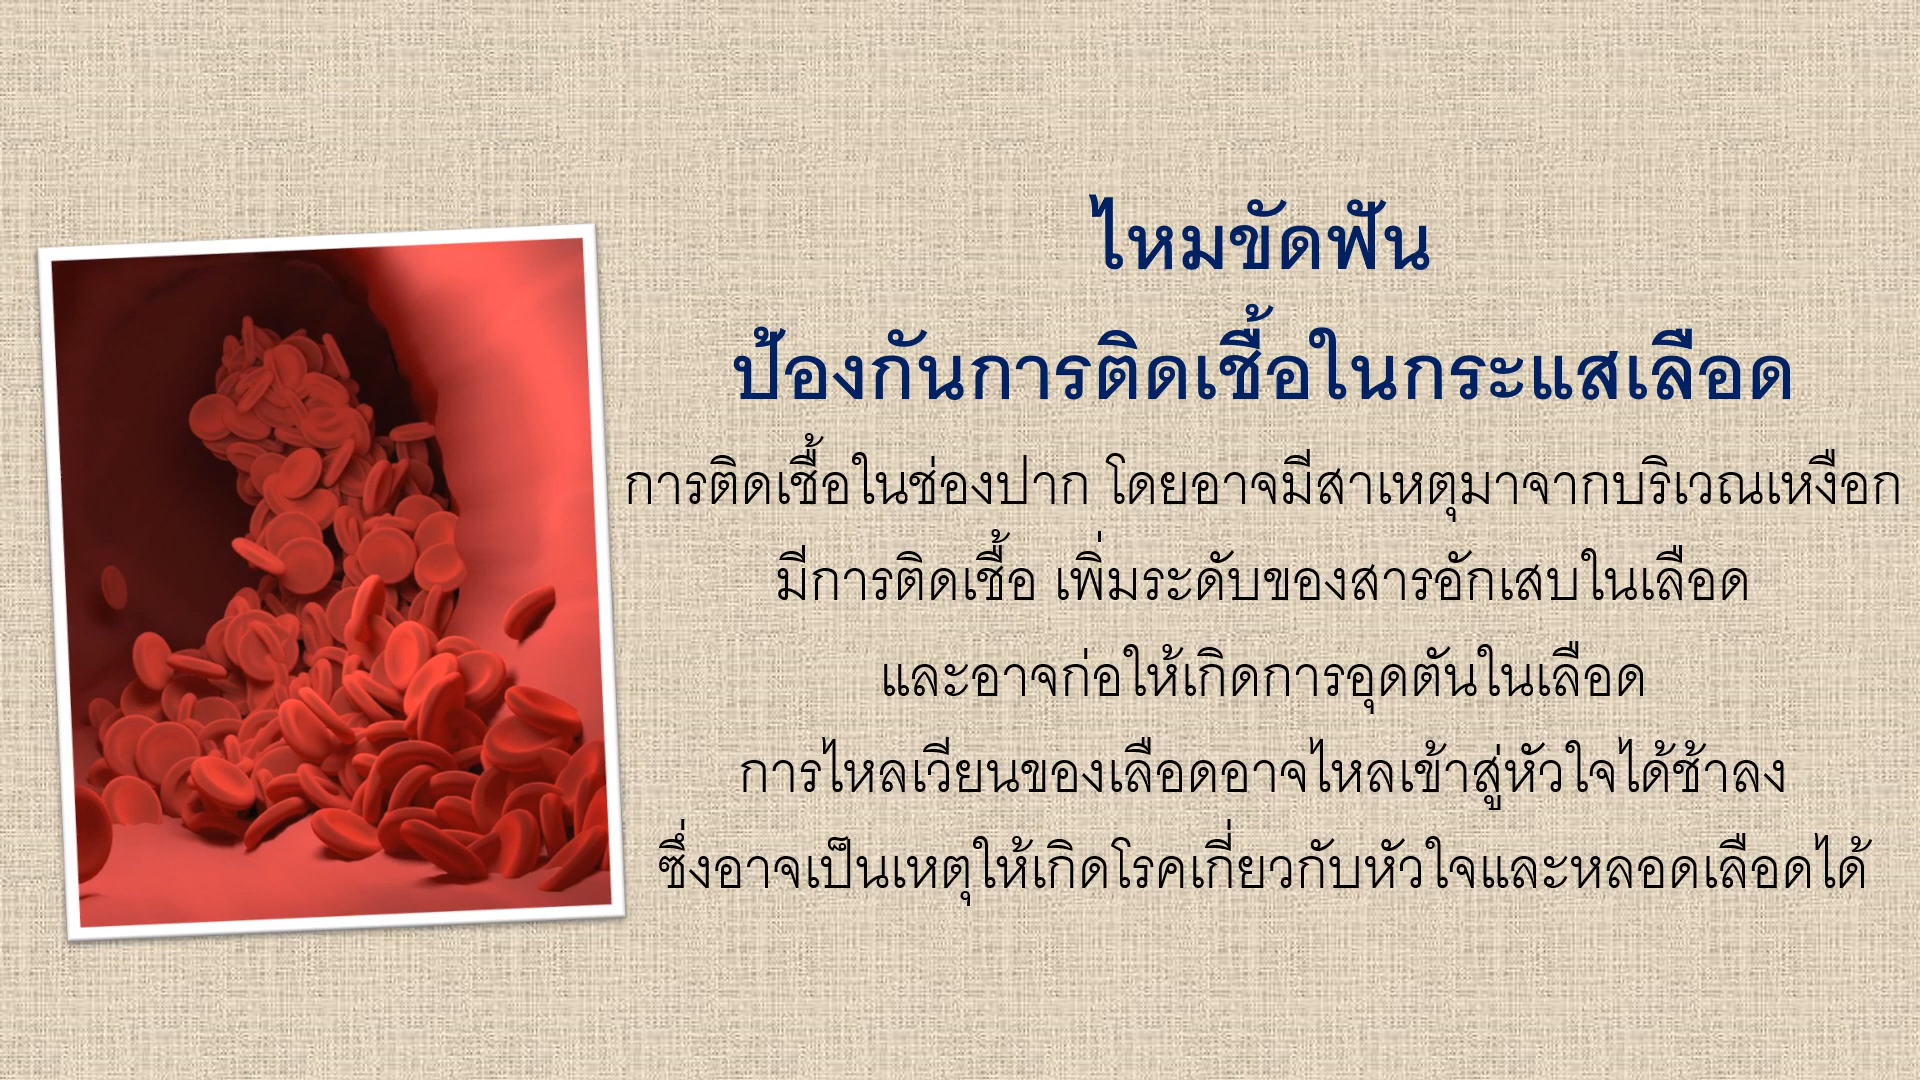 ไหมขัดฟัน
ป้องกันการติดเชื้อในกระแสเลือด
การติดเชื้อในช่องปาก โดยอาจมีสาเหตุมาจากบริเวณเหงือก
มีการติดเชื้อ เพิ่มระดับของสารอักเสบในเลือด
และอาจก่อให้เกิดการอุดตันในเลือด
การไหลเวียนของเลือดอาจไหลเข้าสู่หัวใจได้ช้าลง
ซึ่งอาจเป็นเหตุให้เกิดโรคเกี่ยวกับหัวใจและหลอดเลือดได้